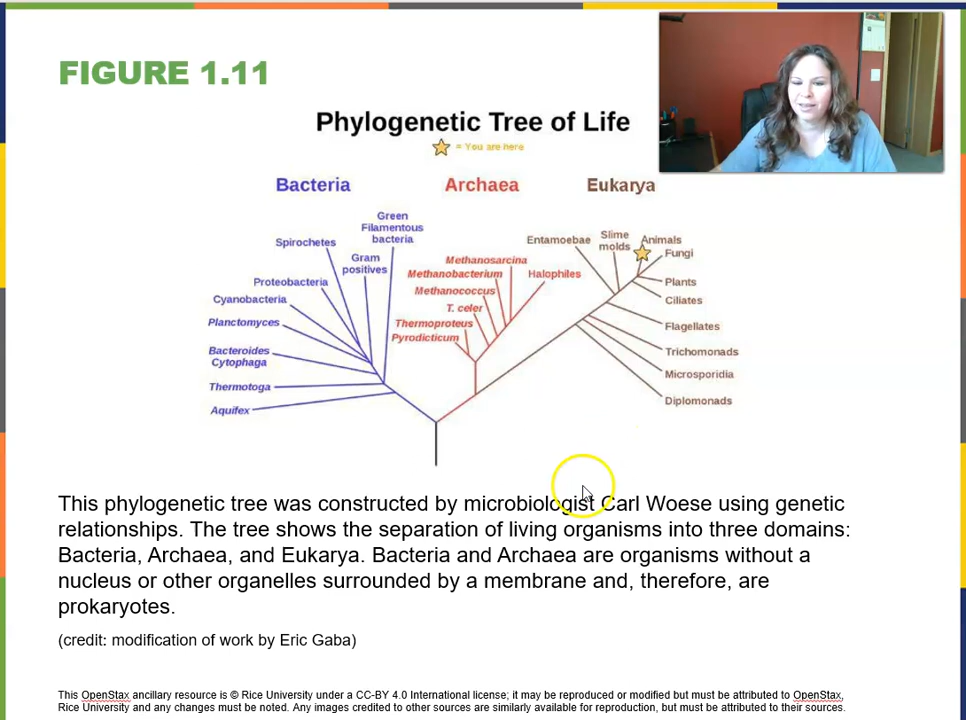 FIGURE 1.11
Phylogenetic Tree of Life
= You are here
Bacteria
Archaea
Eukarya
Green
Filamentous
bacteria
Spirochetes
Gram
positives
Proteobacteria
Cyanobacteria
Planctomyces
Bacteroides
Cytophaga
Thermotoga
Aquifex
Methanosarcina
Methanobacterium
Halophiles
Methanococcus
T. celer
Thermoproteus
Pyrodicticum
Entamoebae
Slime
molds
Animals
Fungi
Plants
Ciliates
Flagellates
Trichomonads
Microsporidia
Diplomonads
This phylogenetic tree was constructed by microbiologist Carl Woese using genetic
relationships. The tree shows the separation of living organisms into three domains:
Bacteria, Archaea, and Eukarya. Bacteria and Archaea are organisms without a
nucleus or other organelles surrounded by a membrane and, therefore, are
prokaryotes.
(credit: modification of work by Eric Gaba)
This OpenStax ancillary resource is © Rice University under a CC-BY 4.0 International license; it may be reproduced or modified but must be attributed to OpenStax,
Rice University and any changes must be noted. Any images credited to other sources are similarly available for reproduction, but must be attributed to their sources.